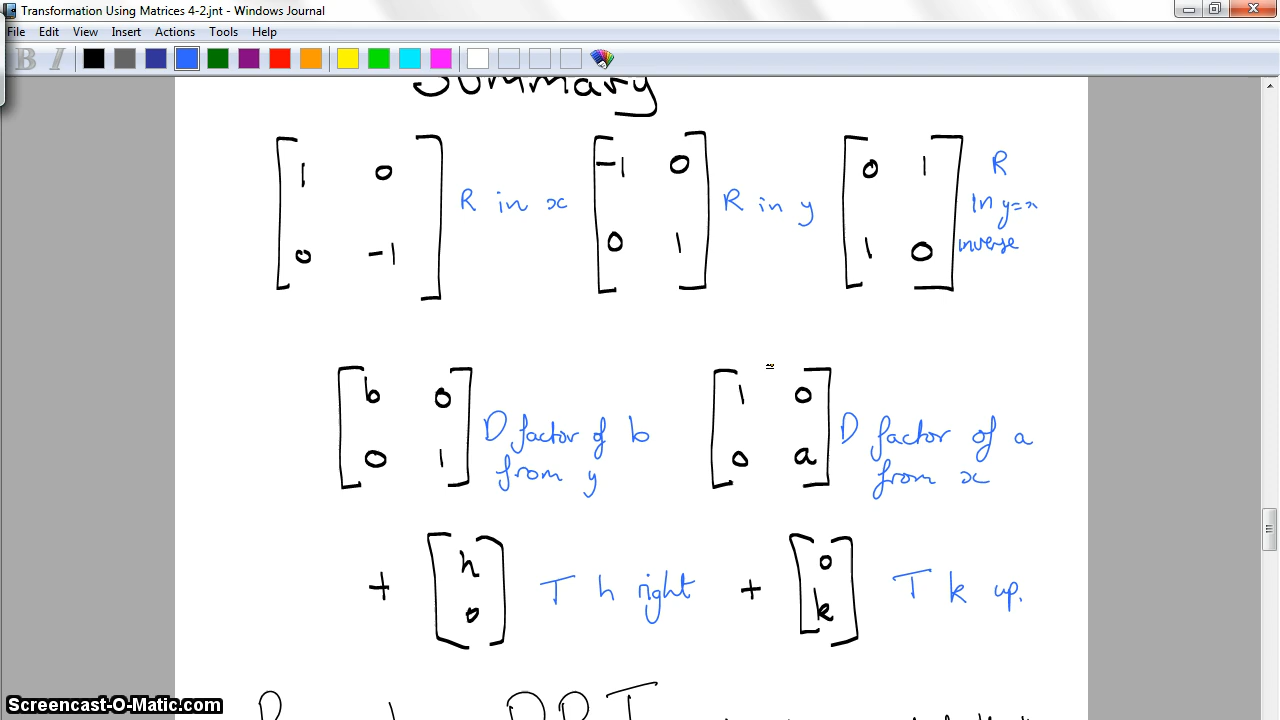 Transformation Using Matrices 4-2.jnt - Windows Journal
File Edit View Insert Actions Tools Help
B I
Summary
1 0
0 -1
R in x
-1 0
0 1
R in y
0 1
1 0
R
In y=x
inverse
b 0
0 1
D factor of b
from y
1 0
0 a
D factor of a
from x
+
h
0
T h right
+
0
k
T k up.
Screencast-O-Matic.com